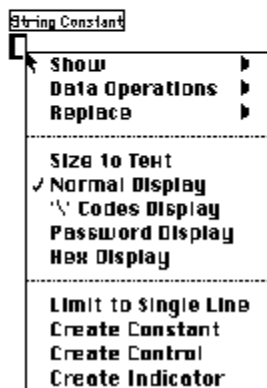 String Constant
Show
Data Operations
Replace
Size to Text
Normal Display
'\' Codes Display
Password Display
Hex Display
Limit to Single Line
Create Constant
Create Control
Create Indicator